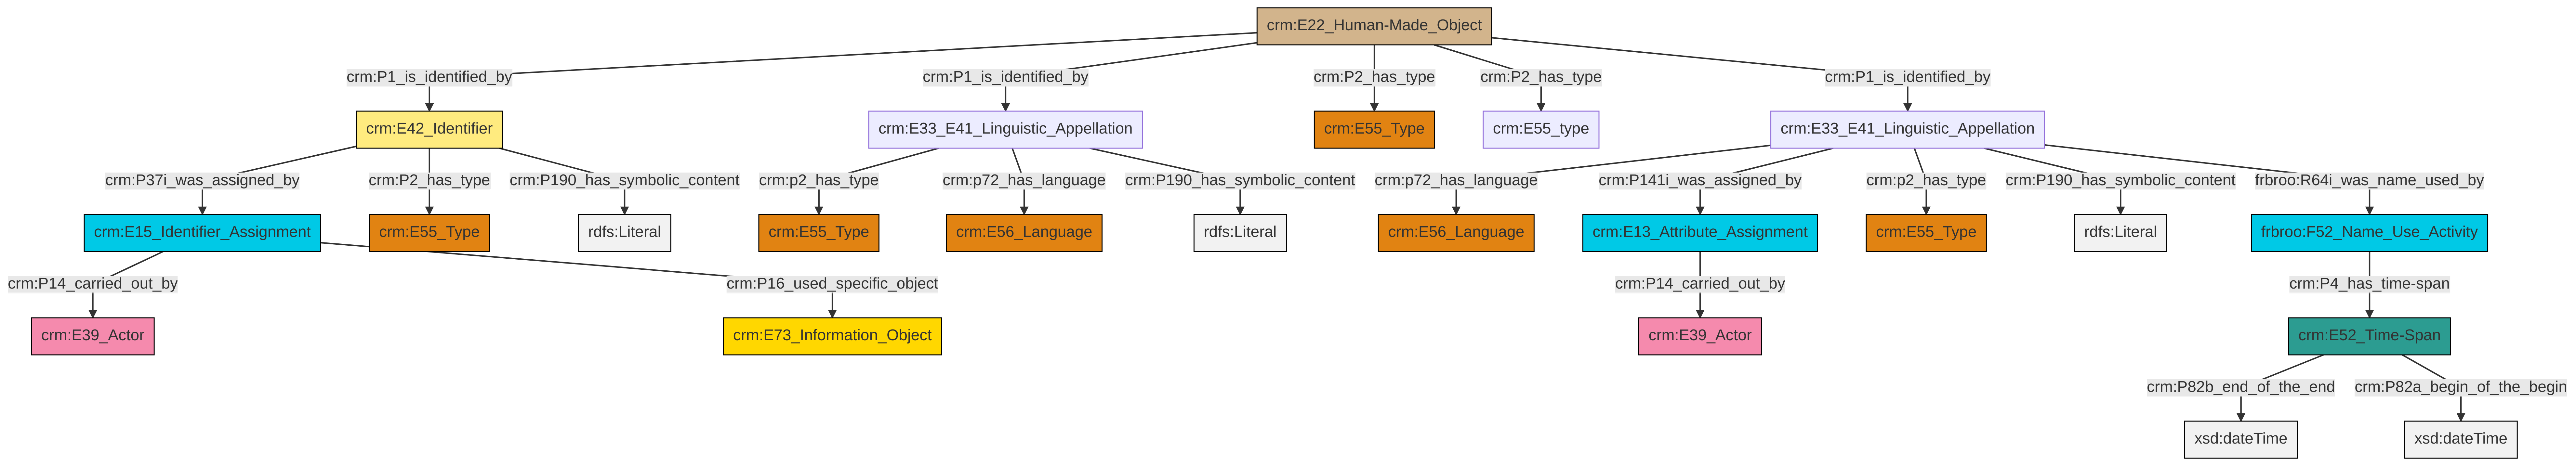 crm:E22_Human-Made_Object
crm:P1_is_identified_by
crm:P1_is_identified_by
crm:P2_has_type
crm:P2_has_type
crm:P1_is_identified_by
crm:E42_Identifier
crm:E33_E41_Linguistic_Appellation
crm:E55_Type
crm:E55_type
crm:E33_E41_Linguistic_Appellation
crm:P37i_was_assigned_by
crm:P2_has_type
crm:P190_has_symbolic_content
crm:p2_has_type
crm:p72_has_language
crm:P190_has_symbolic_content
crm:p72_has_language
crm:P141i_was_assigned_by
crm:p2_has_type
crm:P190_has_symbolic_content
frbroo:R64i_was_name_used_by
crm:E15_Identifier_Assignment
crm:E55_Type
rdfs:Literal
crm:E55_Type
crm:E56_Language
rdfs:Literal
crm:E56_Language
crm:E13_Attribute_Assignment
crm:E55_Type
rdfs:Literal
frbroo:F52_Name_Use_Activity
crm:P14_carried_out_by
crm:P16_used_specific_object
crm:P14_carried_out_by
crm:P4_has_time-span
crm:E39_Actor
crm:E73_Information_Object
crm:E39_Actor
crm:E52_Time-Span
crm:P82b_end_of_the_end
crm:P82a_begin_of_the_begin
xsd:dateTime
xsd:dateTime